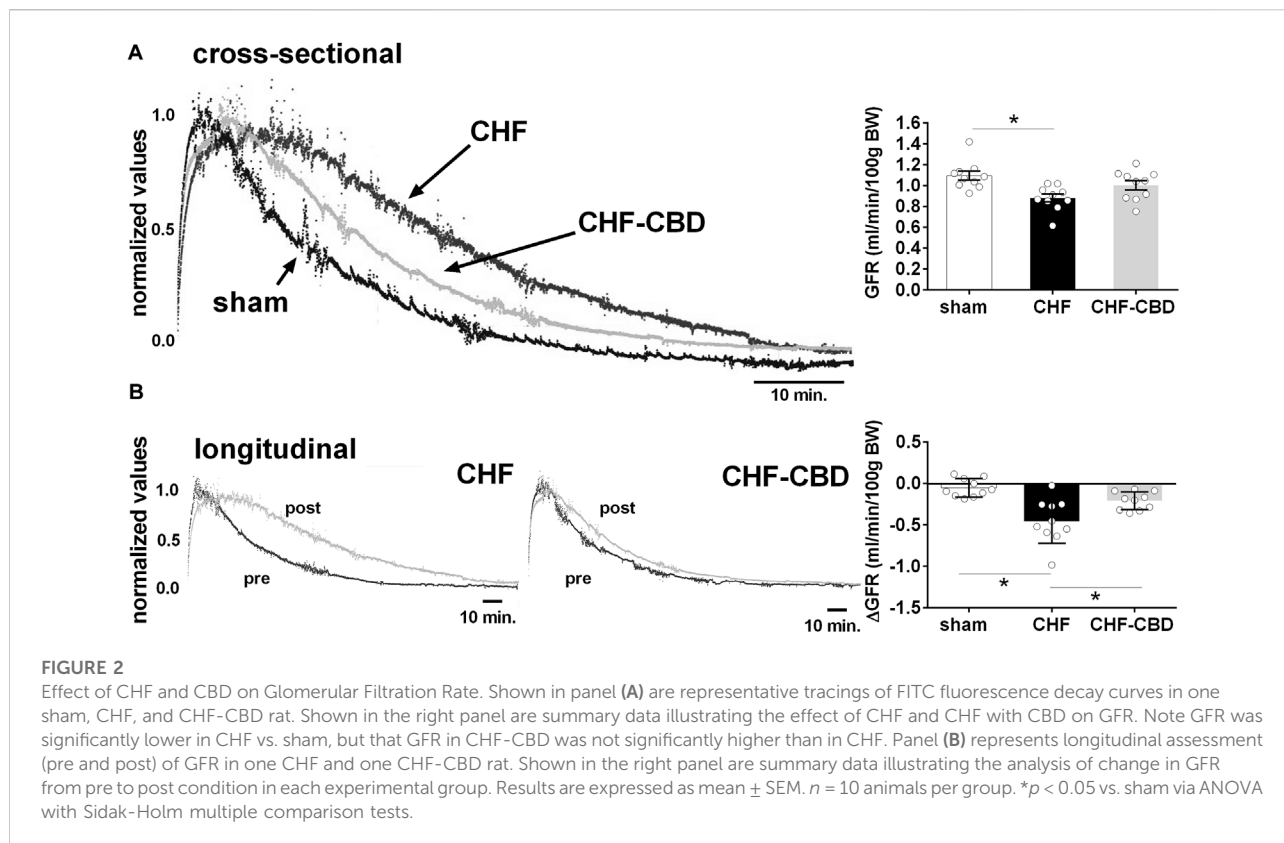 A
cross-sectional
normalized values
1.0
0.5
0.0
CHF
CHF-CBD
sham
10 min.
GFR (ml/min/100g BW)
1.6
1.4
1.2
1.0
0.8
0.6
0.4
0.2
0.0
*
sham CHF CHF-CBD
B
longitudinal
normalized values
1.0
0.5
0.0
CHF
post
pre
10 min.
CHF-CBD
post
pre
10 min.
ΔGFR (ml/min/100g BW)
0.5
0.0
-0.5
-1.0
-1.5
*
*
sham CHF CHF-CBD
FIGURE 2
Effect of CHF and CBD on Glomerular Filtration Rate. Shown in panel (A) are representative tracings of FITC fluorescence decay curves in one
sham, CHF, and CHF-CBD rat. Shown in the right panel are summary data illustrating the effect of CHF and CHF with CBD on GFR. Note GFR was
significantly lower in CHF vs. sham, but that GFR in CHF-CBD was not significantly higher than in CHF. Panel (B) represents longitudinal assessment
(pre and post) of GFR in one CHF and one CHF-CBD rat. Shown in the right panel are summary data illustrating the analysis of change in GFR
from pre to post condition in each experimental group. Results are expressed as mean ± SEM. n = 10 animals per group. *p < 0.05 vs. sham via ANOVA
with Sidak-Holm multiple comparison tests.